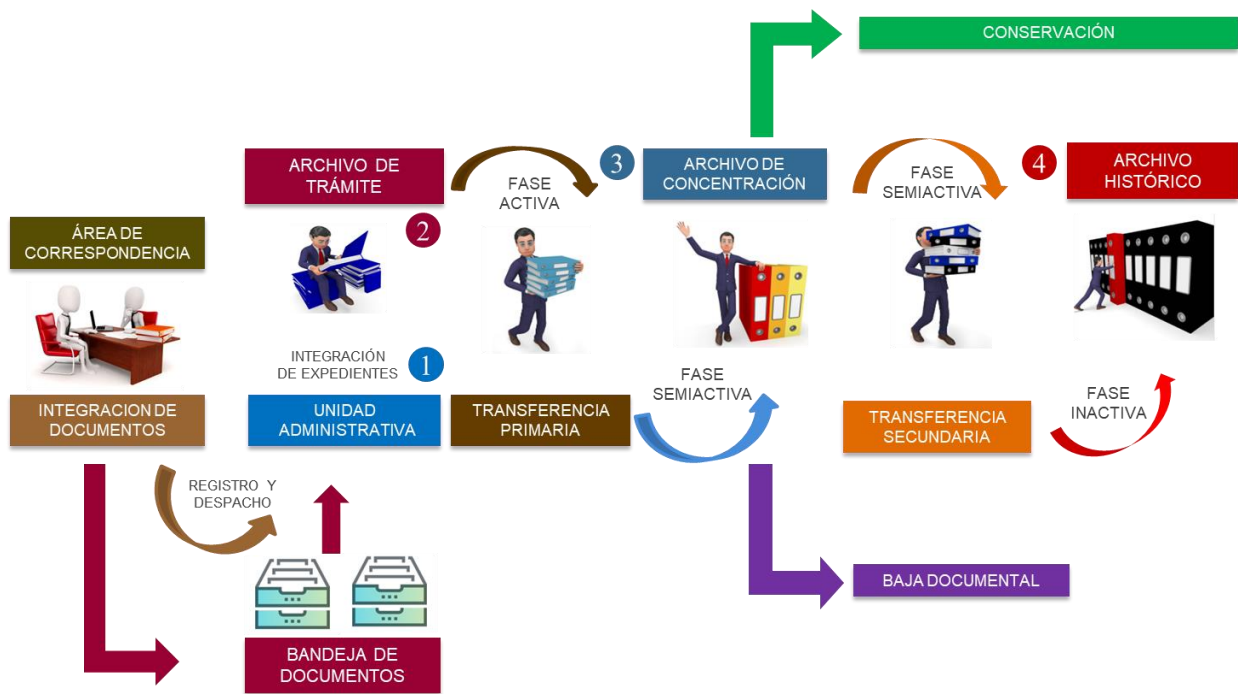 CONSERVACIÓN
ARCHIVO DE
TRÁMITE
FASE
ACTIVA
3
ARCHIVO DE
CONCENTRACIÓN
FASE
SEMIACTIVA
4
ARCHIVO
HISTÓRICO
ÁREA DE
CORRESPONDENCIA
2
INTEGRACIÓN
DE EXPEDIENTES
1
FASE
SEMIACTIVA
FASE
INACTIVA
INTEGRACION DE
DOCUMENTOS
UNIDAD
ADMINISTRATIVA
TRANSFERENCIA
PRIMARIA
TRANSFERENCIA
SECUNDARIA
REGISTRO Y
DESPACHO
BAJA DOCUMENTAL
BANDEJA DE
DOCUMENTOS